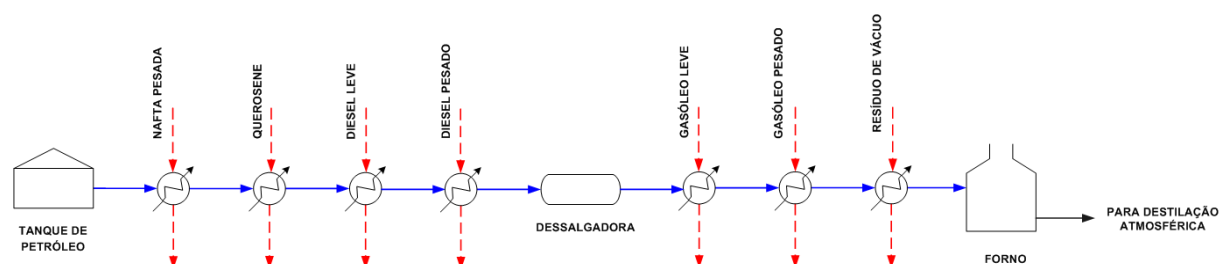 NAFTA PESADA
QUEROSENE
DIESEL LEVE
DIESEL PESADO
GASÓLEO LEVE
GASÓLEO PESADO
RESÍDUO DE VÁCUO
TANQUE DE
PETRÓLEO
DESSALGADORA
FORNO
PARA DESTILAÇÃO
ATMOSFÉRICA